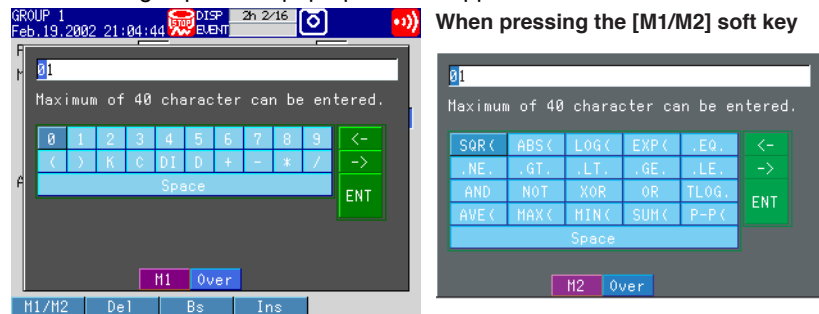 GROUP 1
Feb.19.2002 21:04:44
STOP
DISP
EVENT
2h 2/16
01
Maximum of 40 character can be entered.
0 1 2 3 4 5 6 7 8 9 <-
( ) K C DI D + - * / ->
Space
ENT
M1 Over
M1/M2 Del Bs Ins
When pressing the [M1/M2] soft key
01
Maximum of 40 character can be entered.
SQR( ABS( LOG( EXP( .EQ. <-
.NE. .GT. .LT. .GE. .LE. ->
AND NOT XOR OR TLOG.
AVE( MAX( MIN( SUM( P-P(
ENT
Space
M2 Over